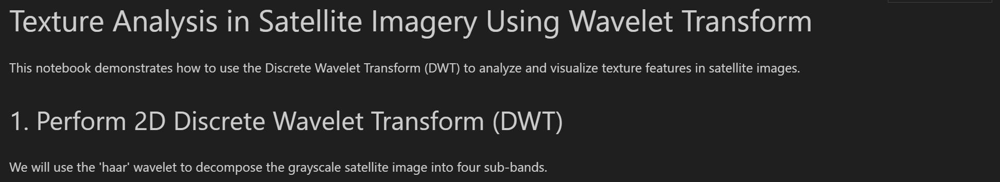 Texture Analysis in Satellite Imagery Using Wavelet Transform
This notebook demonstrates how to use the Discrete Wavelet Transform (DWT) to analyze and visualize texture features in satellite images.
1. Perform 2D Discrete Wavelet Transform (DWT)
We will use the 'haar' wavelet to decompose the grayscale satellite image into four sub-bands.